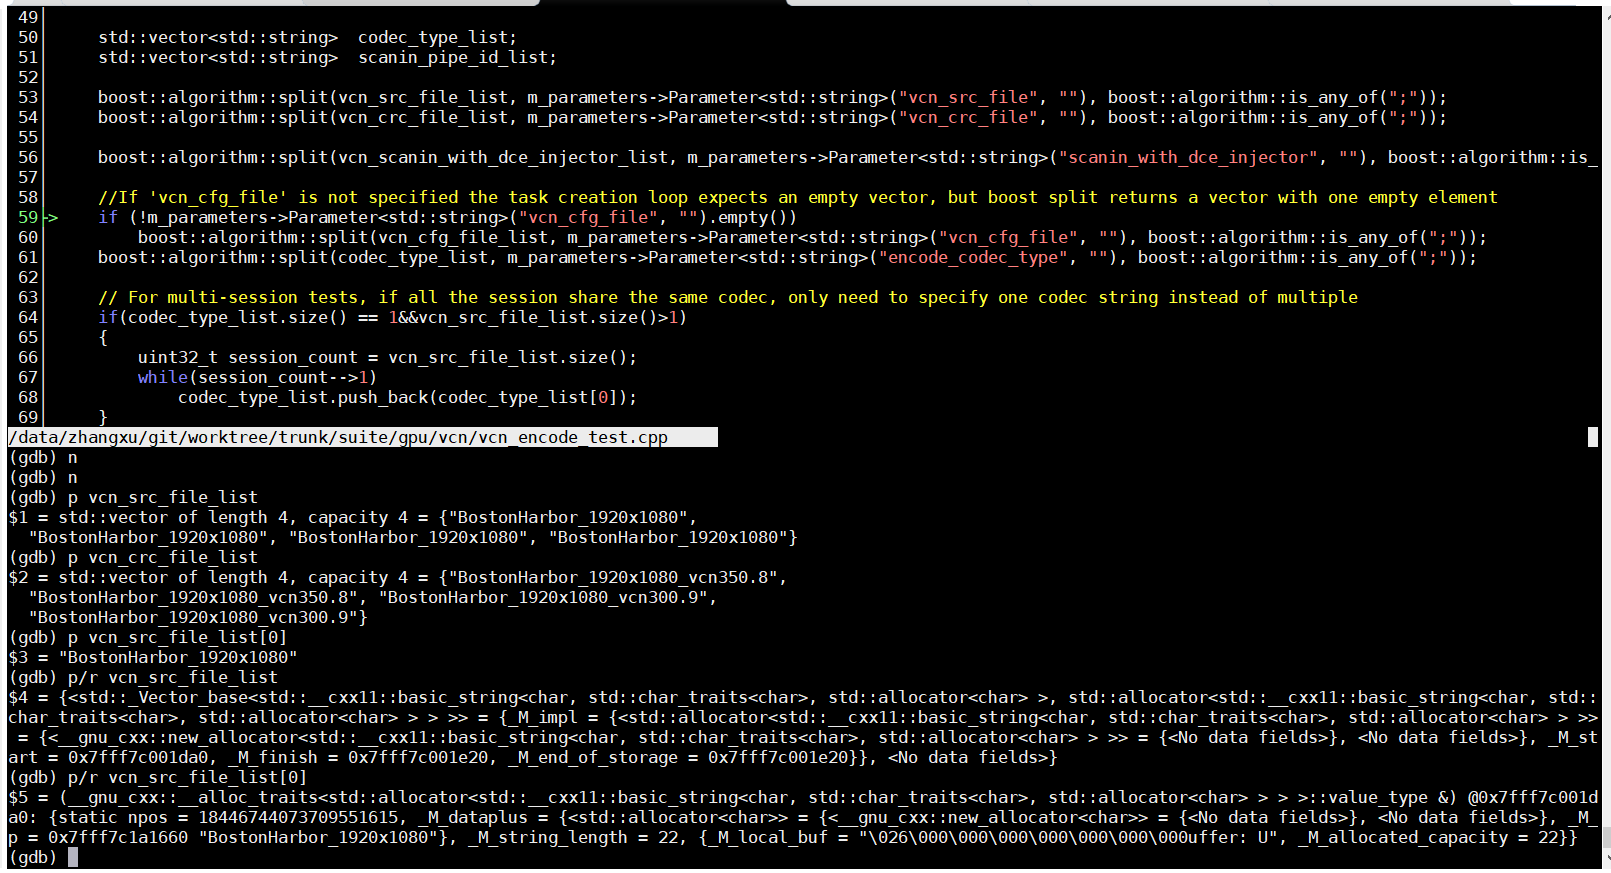 49
50 std::vector<std::string>  codec_type_list;
51 std::vector<std::string>  scanin_pipe_id_list;
52
53 boost::algorithm::split(vcn_src_file_list, m_parameters->Parameter<std::string>("vcn_src_file", ""), boost::algorithm::is_any_of(";"));
54 boost::algorithm::split(vcn_crc_file_list, m_parameters->Parameter<std::string>("vcn_crc_file", ""), boost::algorithm::is_any_of(";"));
55
56 boost::algorithm::split(vcn_scanin_with_dce_injector_list, m_parameters->Parameter<std::string>("scanin_with_dce_injector", ""), boost::algorithm::is_
57
58 //If 'vcn_cfg_file' is not specified the task creation loop expects an empty vector, but boost split returns a vector with one empty element
59-> if (!m_parameters->Parameter<std::string>("vcn_cfg_file", "").empty())
60 boost::algorithm::split(vcn_cfg_file_list, m_parameters->Parameter<std::string>("vcn_cfg_file", ""), boost::algorithm::is_any_of(";"));
61 boost::algorithm::split(codec_type_list, m_parameters->Parameter<std::string>("encode_codec_type", ""), boost::algorithm::is_any_of(";"));
62
63 // For multi-session tests, if all the session share the same codec, only need to specify one codec string instead of multiple
64 if(codec_type_list.size() == 1&&vcn_src_file_list.size()>1)
65 {
66 uint32_t session_count = vcn_src_file_list.size();
67 while(session_count-->1)
68 codec_type_list.push_back(codec_type_list[0]);
69 }
/data/zhangxu/git/worktree/trunk/suite/gpu/vcn/vcn_encode_test.cpp
(gdb) n
(gdb) n
(gdb) p vcn_src_file_list
$1 = std::vector of length 4, capacity 4 = {"BostonHarbor_1920x1080",
"BostonHarbor_1920x1080", "BostonHarbor_1920x1080", "BostonHarbor_1920x1080"}
(gdb) p vcn_crc_file_list
$2 = std::vector of length 4, capacity 4 = {"BostonHarbor_1920x1080_vcn350.8",
"BostonHarbor_1920x1080_vcn350.8", "BostonHarbor_1920x1080_vcn300.9",
"BostonHarbor_1920x1080_vcn300.9"}
(gdb) p vcn_src_file_list[0]
$3 = "BostonHarbor_1920x1080"
(gdb) p/r vcn_src_file_list
$4 = {<std::_Vector_base<std::__cxx11::basic_string<char, std::char_traits<char>, std::allocator<char> >, std::allocator<std::__cxx11::basic_string<char, std::
char_traits<char>, std::allocator<char> > > >> = {_M_impl = {<std::allocator<std::__cxx11::basic_string<char, std::char_traits<char>, std::allocator<char> > >>
= {<__gnu_cxx::new_allocator<std::__cxx11::basic_string<char, std::char_traits<char>, std::allocator<char> > >> = {<No data fields>}, <No data fields>}, _M_st
art = 0x7fff7c001da0, _M_finish = 0x7fff7c001e20, _M_end_of_storage = 0x7fff7c001e20}}, <No data fields>}
(gdb) p/r vcn_src_file_list[0]
$5 = (__gnu_cxx::__alloc_traits<std::allocator<std::__cxx11::basic_string<char, std::char_traits<char>, std::allocator<char> > > >::value_type &) @0x7fff7c001d
a0: {static npos = 18446744073709551615, _M_dataplus = {<std::allocator<char>> = {<__gnu_cxx::new_allocator<char>> = {<No data fields>}, <No data fields>}, _M_
p = 0x7fff7c1a1660 "BostonHarbor_1920x1080"}, _M_string_length = 22, {_M_local_buf = "\026\000\000\000\000\000\000\000uffer: U", _M_allocated_capacity = 22}}
(gdb)